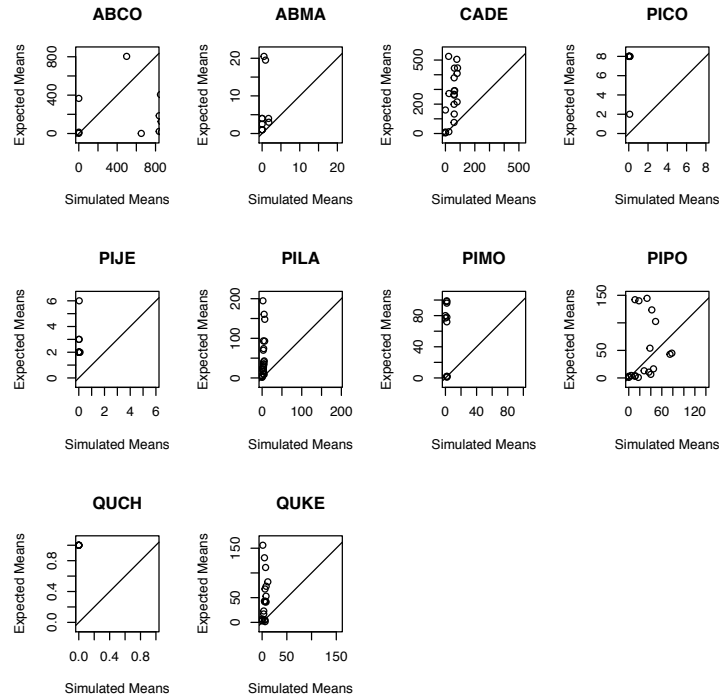 ABCO
ABMA
CADE
PICO
Expected Means
0 400 800
Simulated Means
0 400 800
Expected Means
0 5 10 20
Simulated Means
0 10 20
Expected Means
0 200 500
Simulated Means
0 200 500
Expected Means
0 2 4 6 8
Simulated Means
0 2 4 6 8
PIJE
PILA
PIMO
PIPO
Expected Means
0 2 4 6
Simulated Means
0 2 4 6
Expected Means
0 100 200
Simulated Means
0 100 200
Expected Means
0 40 80
Simulated Means
0 40 80
Expected Means
0 50 150
Simulated Means
0 60 120
QUCH
QUKE
Expected Means
0.0 0.4 0.8
Simulated Means
0.0 0.4 0.8
Expected Means
0 50 150
Simulated Means
0 50 150